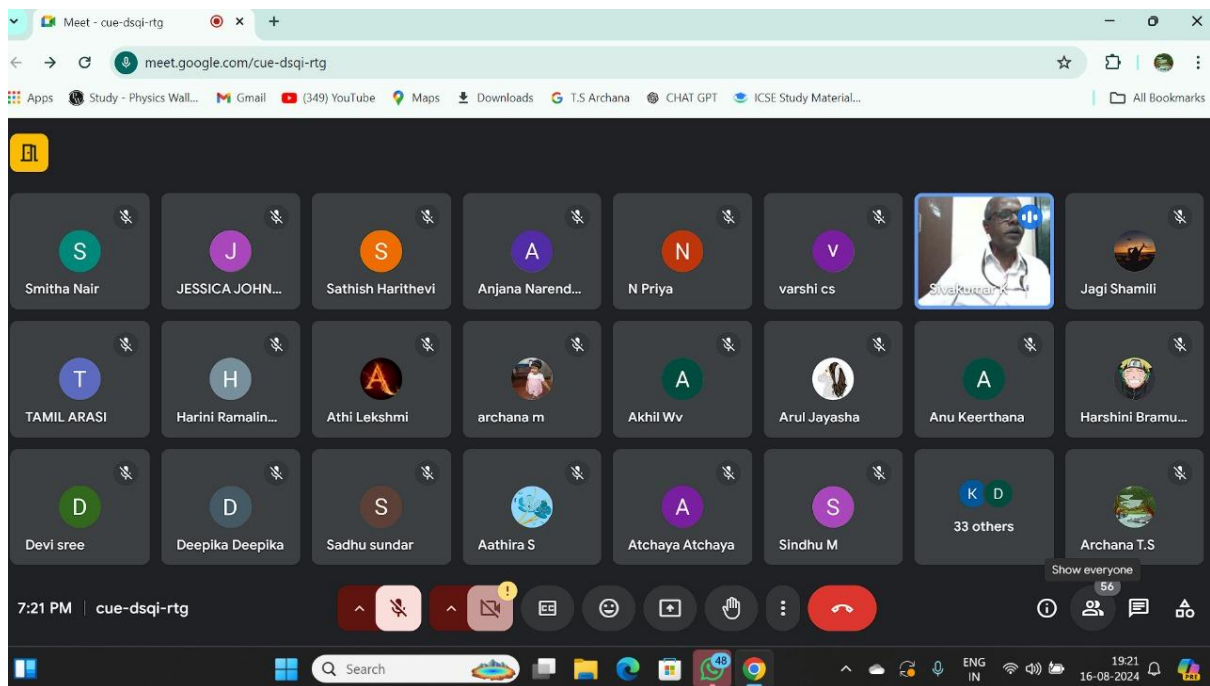 Meet - cue-dsqi-rtg
meet.google.com/cue-dsqi-rtg
Apps Study - Physics Wall... Gmail (349) YouTube Maps Downloads T.S Archana CHAT GPT ICSE Study Material... All Bookmarks
S J S A N V
Smitha Nair JESSICA JOHN... Sathish Harithevi Anjana Narend... N Priya varshi cs Sivakumar K Jagi Shamili
T H A A A
TAMIL ARASI Harini Ramalin... Athi Lekshmi archana m Akhil Wv Arul Jayasha Anu Keerthana Harshini Bramu...
D D S A S K D
33 others
Devi sree Deepika Deepika Sadhu sundar Aathira S Atchaya Atchaya Sindhu M Archana T.S
Show everyone
56
7:21 PM cue-dsqi-rtg CC
Search 48 ENG 19:21
IN 16-08-2024 PRE